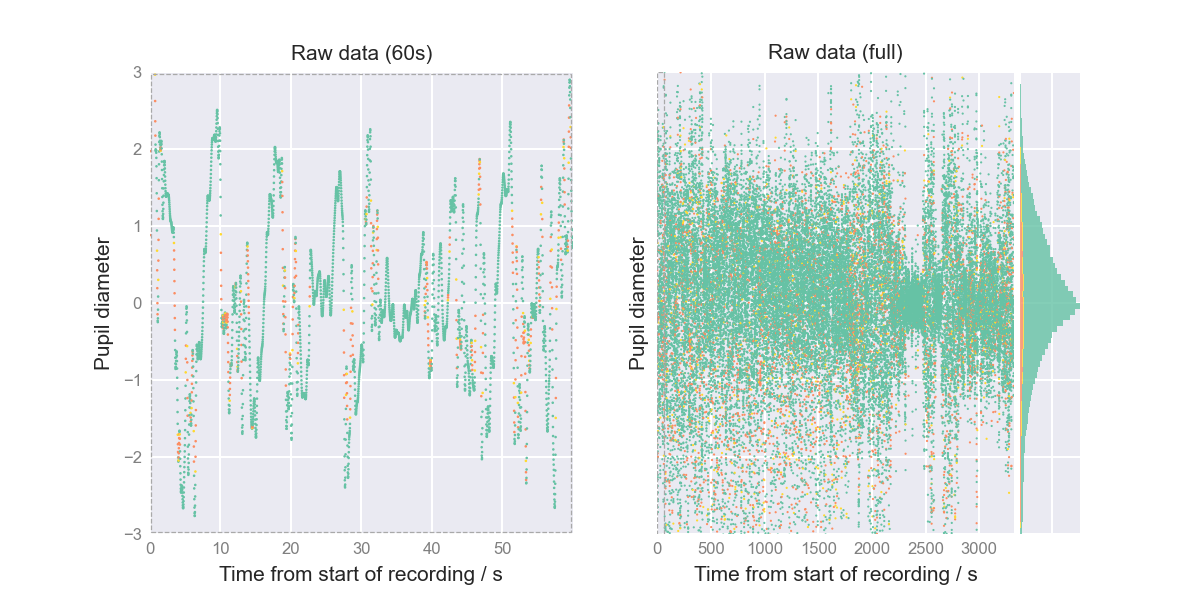 Raw data (60s)
Pupil diameter
3
2
1
0
−1
−2
−3
0 10 20 30 40 50
Time from start of recording / s
Raw data (full)
Pupil diameter
0 500 1000 1500 2000 2500 3000
Time from start of recording / s